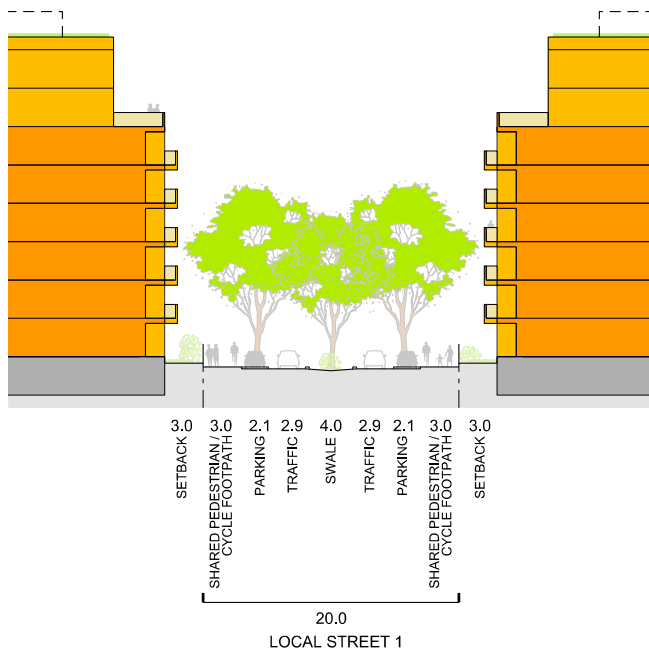 3.0 3.0 2.1 2.9 4.0 2.9 2.1 3.0 3.0
SETBACK
SHARED PEDESTRIAN /
CYCLE FOOTPATH
PARKING
TRAFFIC
SWALE
TRAFFIC
PARKING
SHARED PEDESTRIAN /
CYCLE FOOTPATH
SETBACK
20.0
LOCAL STREET 1